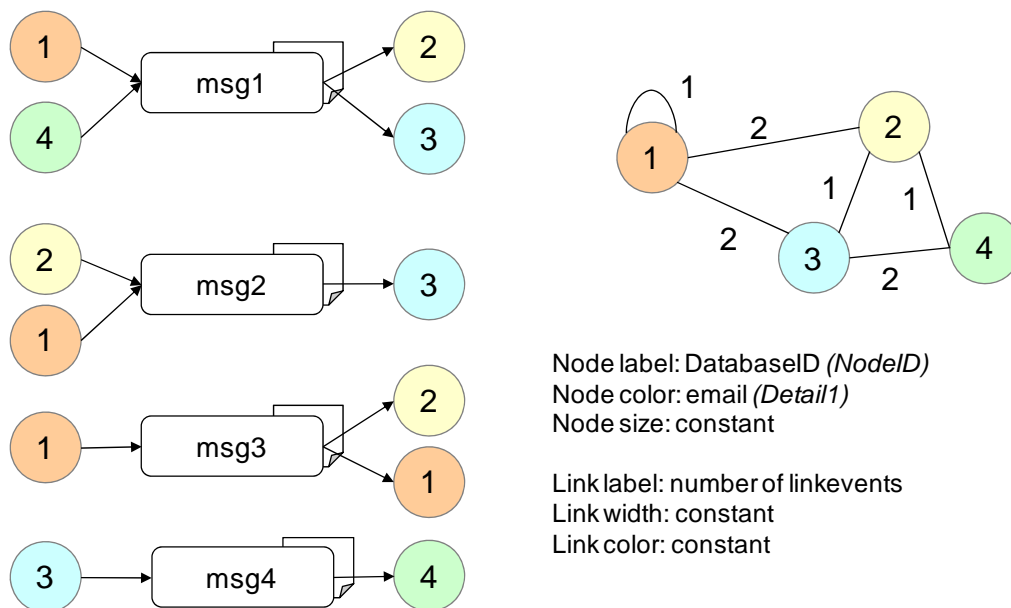 1
4
msg1
2
3
2
1
msg2
3
1
msg3
2
1
3
msg4
4
1
1
2
2
1
1
2
3
2
4
Node label: DatabaseID (NodeID)
Node color: email (Detail1)
Node size: constant
Link label: number of linkevents
Link width: constant
Link color: constant